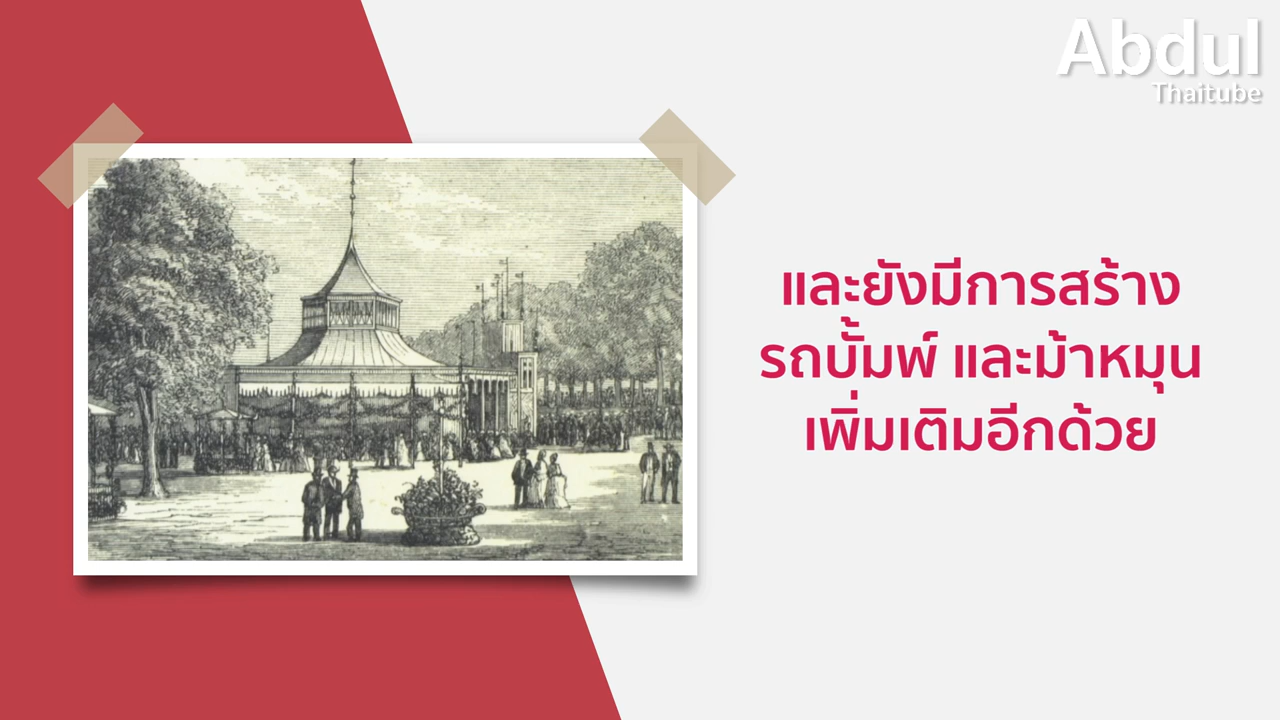 Abdul
Thaitube
และยังมีการสร้าง
รถบั้มพ์ และม้าหมุน
เพิ่มเติมอีกด้วย